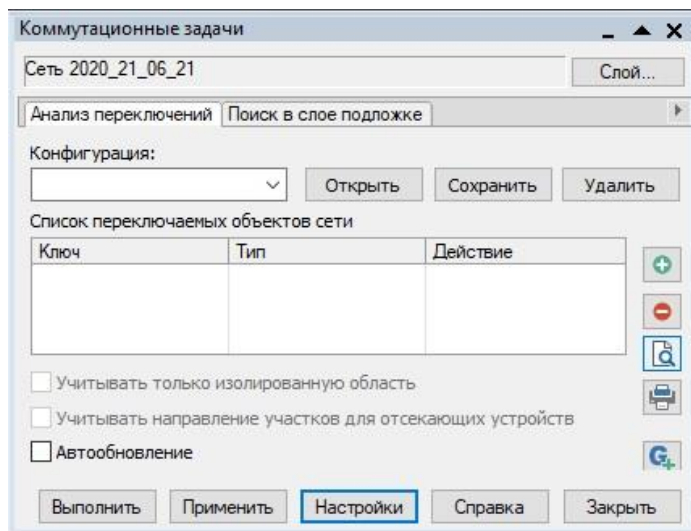 Коммутационные задачи
Сеть 2020_21_06_21
Слой...
Анализ переключений Поиск в слое подложке
Конфигурация:
Открыть Сохранить Удалить
Список переключаемых объектов сети
Ключ Тип Действие
Учитывать только изолированную область
Учитывать направление участков для отсекающих устройств
Автообновление
G
Выполнить Применить Настройки Справка Закрыть